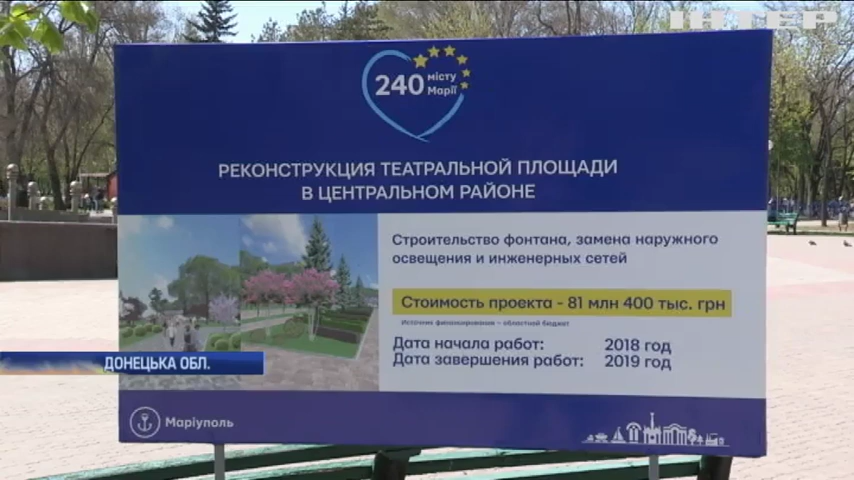 ІНТЕР
240 місту
Марії
РЕКОНСТРУКЦИЯ ТЕАТРАЛЬНОЙ ПЛОЩАДИ
В ЦЕНТРАЛЬНОМ РАЙОНЕ
Строительство фонтана, замена наружного
освещения и инженерных сетей
Стоимость проекта - 81 млн 400 тыс. грн
Источник финансирования – областной бюджет
Дата начала работ: 2018 год
Дата завершения работ: 2019 год
ДОНЕЦЬКА ОБЛ.
Маріуполь